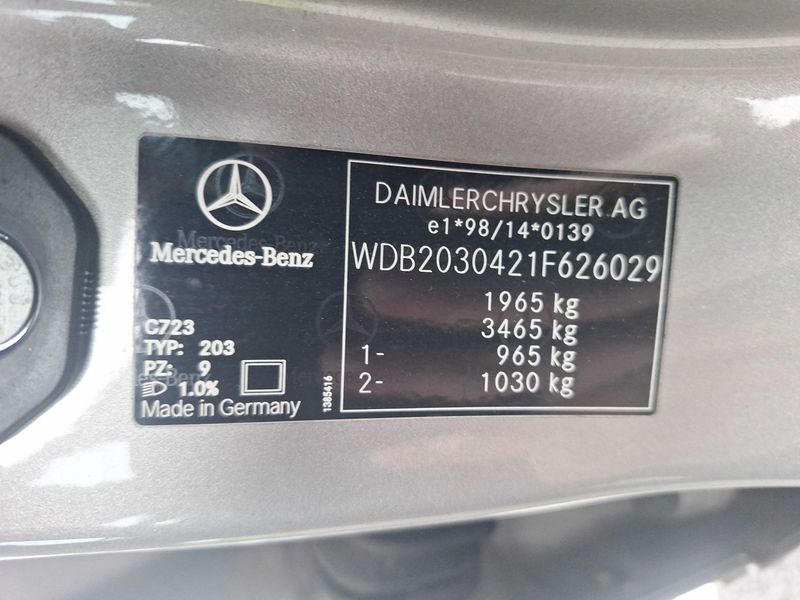 Mercedes-Benz
C723
TYP: 203
PZ: 9
1.0%
Made in Germany
1385416
DAIMLERCHRYSLER AG
e1*98/14*0139
WDB2030421F626029
1965 kg
3465 kg
1- 965 kg
2- 1030 kg